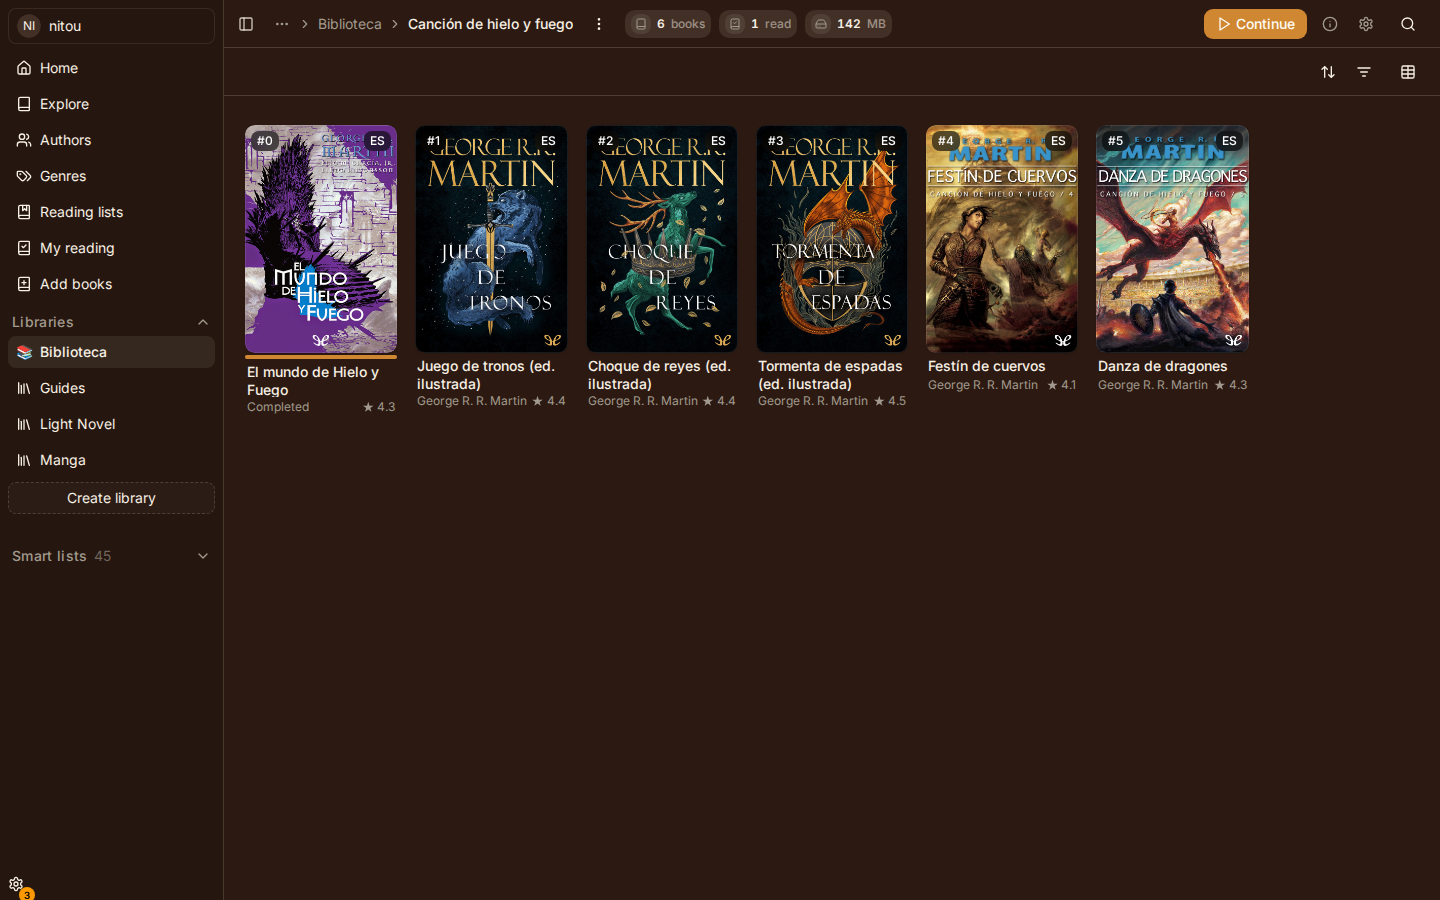 NI nitou
Home
Explore
Authors
Genres
Reading lists
My reading
Add books
Libraries
Biblioteca
Guides
Light Novel
Manga
Create library
Smart lists 45
3
Biblioteca
Canción de hielo y fuego
6 books
1 read
142 MB
Continue
#0 ES
EL
MUNDO
DE HIELO
Y FUEGO
El mundo de Hielo y
Fuego
Completed ★ 4.3
#1 ES
GEORGE R.R.
MARTIN
JUEGO
DE
TRONOS
Juego de tronos (ed.
ilustrada)
George R. R. Martin ★ 4.4
#2 ES
GEORGE R.R.
MARTIN
CHOQUE
DE
REYES
Choque de reyes (ed.
ilustrada)
George R. R. Martin ★ 4.4
#3 ES
GEORGE R.R.
MARTIN
TORMENTA
DE
ESPADAS
Tormenta de espadas
(ed. ilustrada)
George R. R. Martin ★ 4.5
#4 ES
MARTIN
FESTÍN DE CUERVOS
CANCIÓN DE HIELO Y FUEGO / 4
Festín de cuervos
George R. R. Martin ★ 4.1
#5 ES
MARTIN
DANZA DE DRAGONES
CANCIÓN DE HIELO Y FUEGO / 5
Danza de dragones
George R. R. Martin ★ 4.3